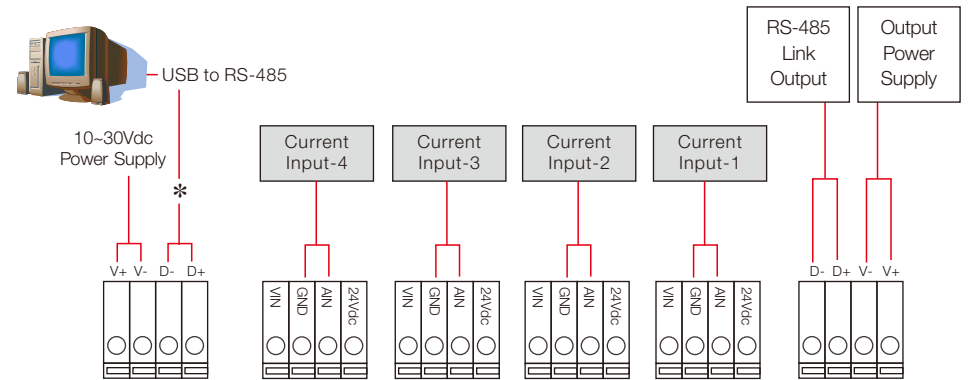 RS-485
Link
Output
Output
Power
Supply
USB to RS-485
10~30Vdc
Power Supply
Current
Input-4
Current
Input-3
Current
Input-2
Current
Input-1
*
V+ V- D- D+
D- D+ V- V+
VIN GND AIN 24Vdc
VIN GND AIN 24Vdc
VIN GND AIN 24Vdc
VIN GND AIN 24Vdc